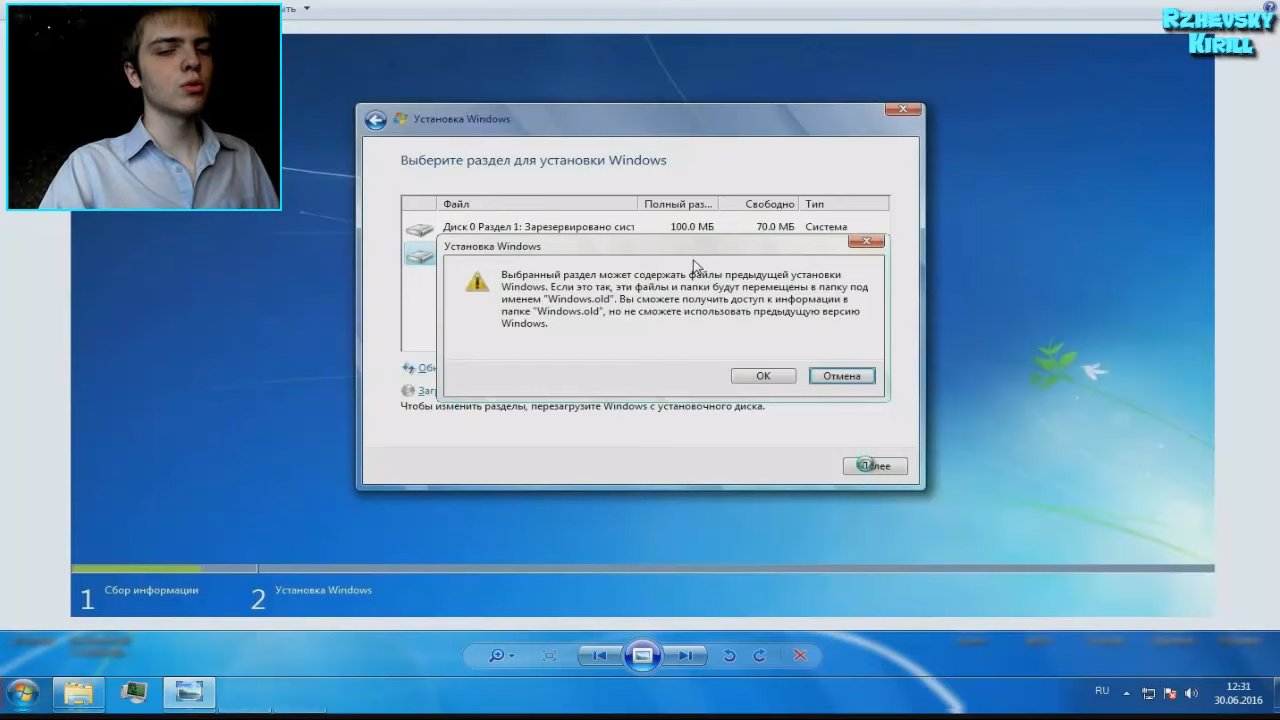 ть
Rzhevsky
Kirill
Установка Windows
Выберите раздел для установки Windows
Файл Полный раз... Свободно Тип
Диск 0 Раздел 1: Зарезервировано сист 100.0 МБ 70.0 МБ Система
Установка Windows
Выбранный раздел может содержать файлы предыдущей установки
Windows. Если это так, эти файлы и папки будут перемещены в папку под
именем "Windows.old". Вы сможете получить доступ к информации в
папке "Windows.old", но не сможете использовать предыдущую версию
Windows.
OK Отмена
Обн
Загр
Чтобы изменить разделы, перезагрузите Windows с установочного диска.
Далее
1 Сбор информации 2 Установка Windows
RU 12:31
30.06.2016